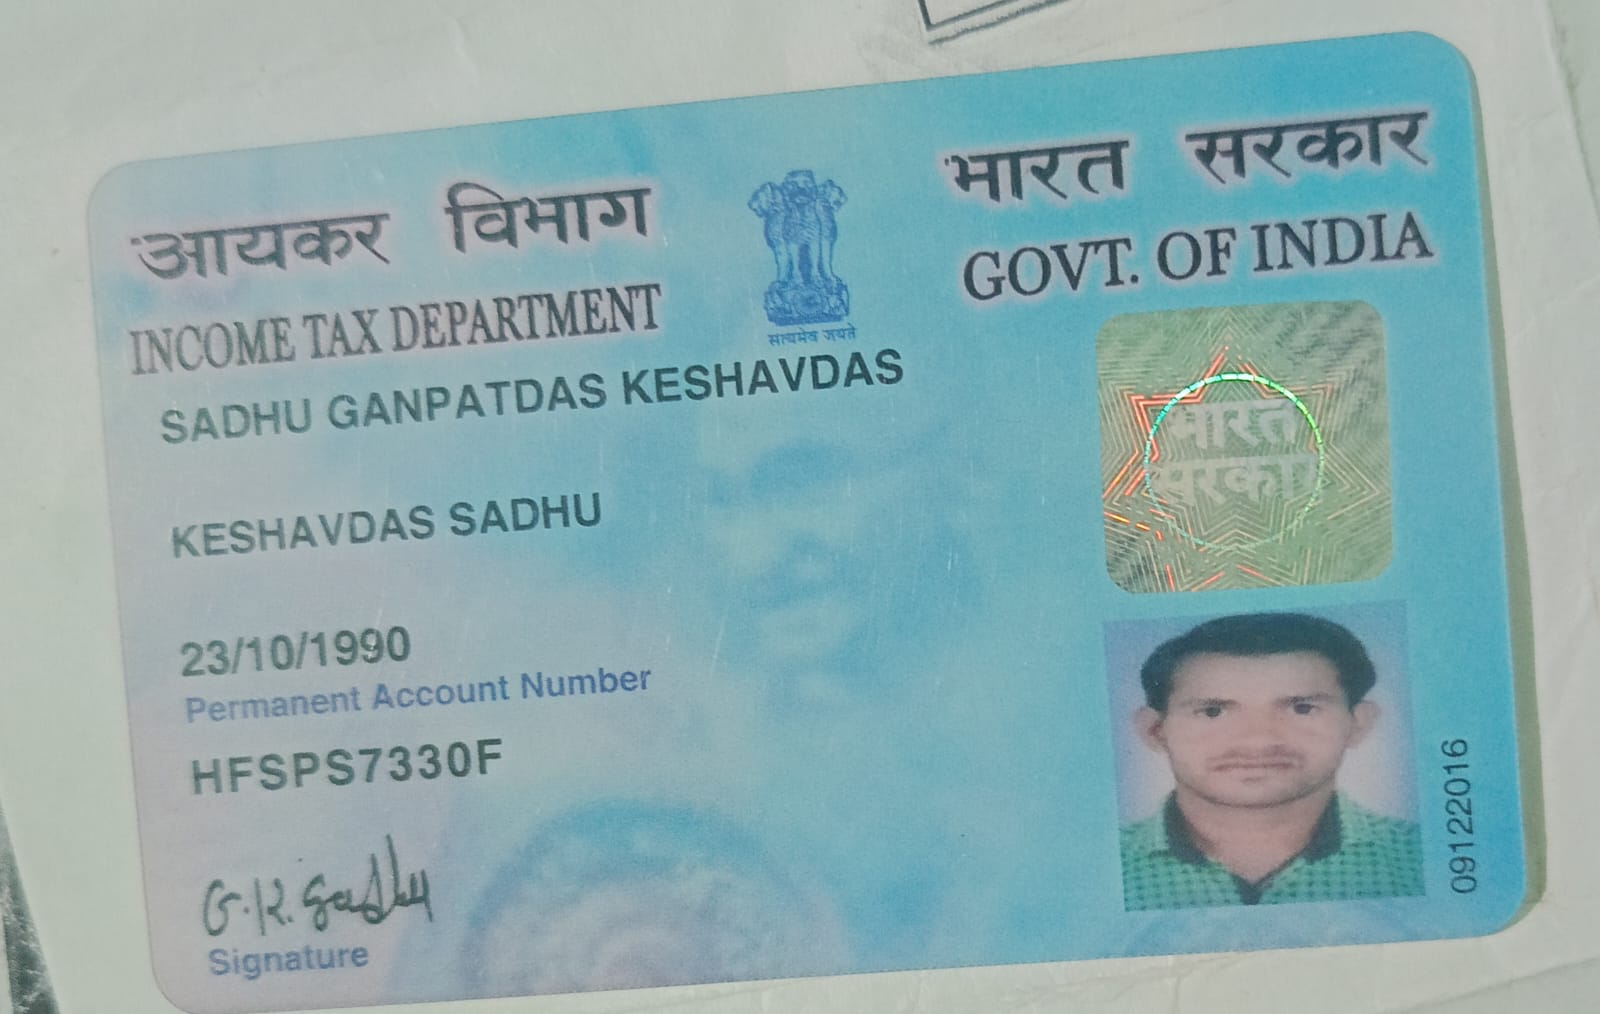 आयकर विभाग
INCOME TAX DEPARTMENT
सत्यमेव जयते
भारत सरकार
GOVT. OF INDIA
SADHU GANPATDAS KESHAVDAS
KESHAVDAS SADHU
23/10/1990
Permanent Account Number
HFSPS7330F
G.K. Sadhu
Signature
भारत
सरकार
09122016